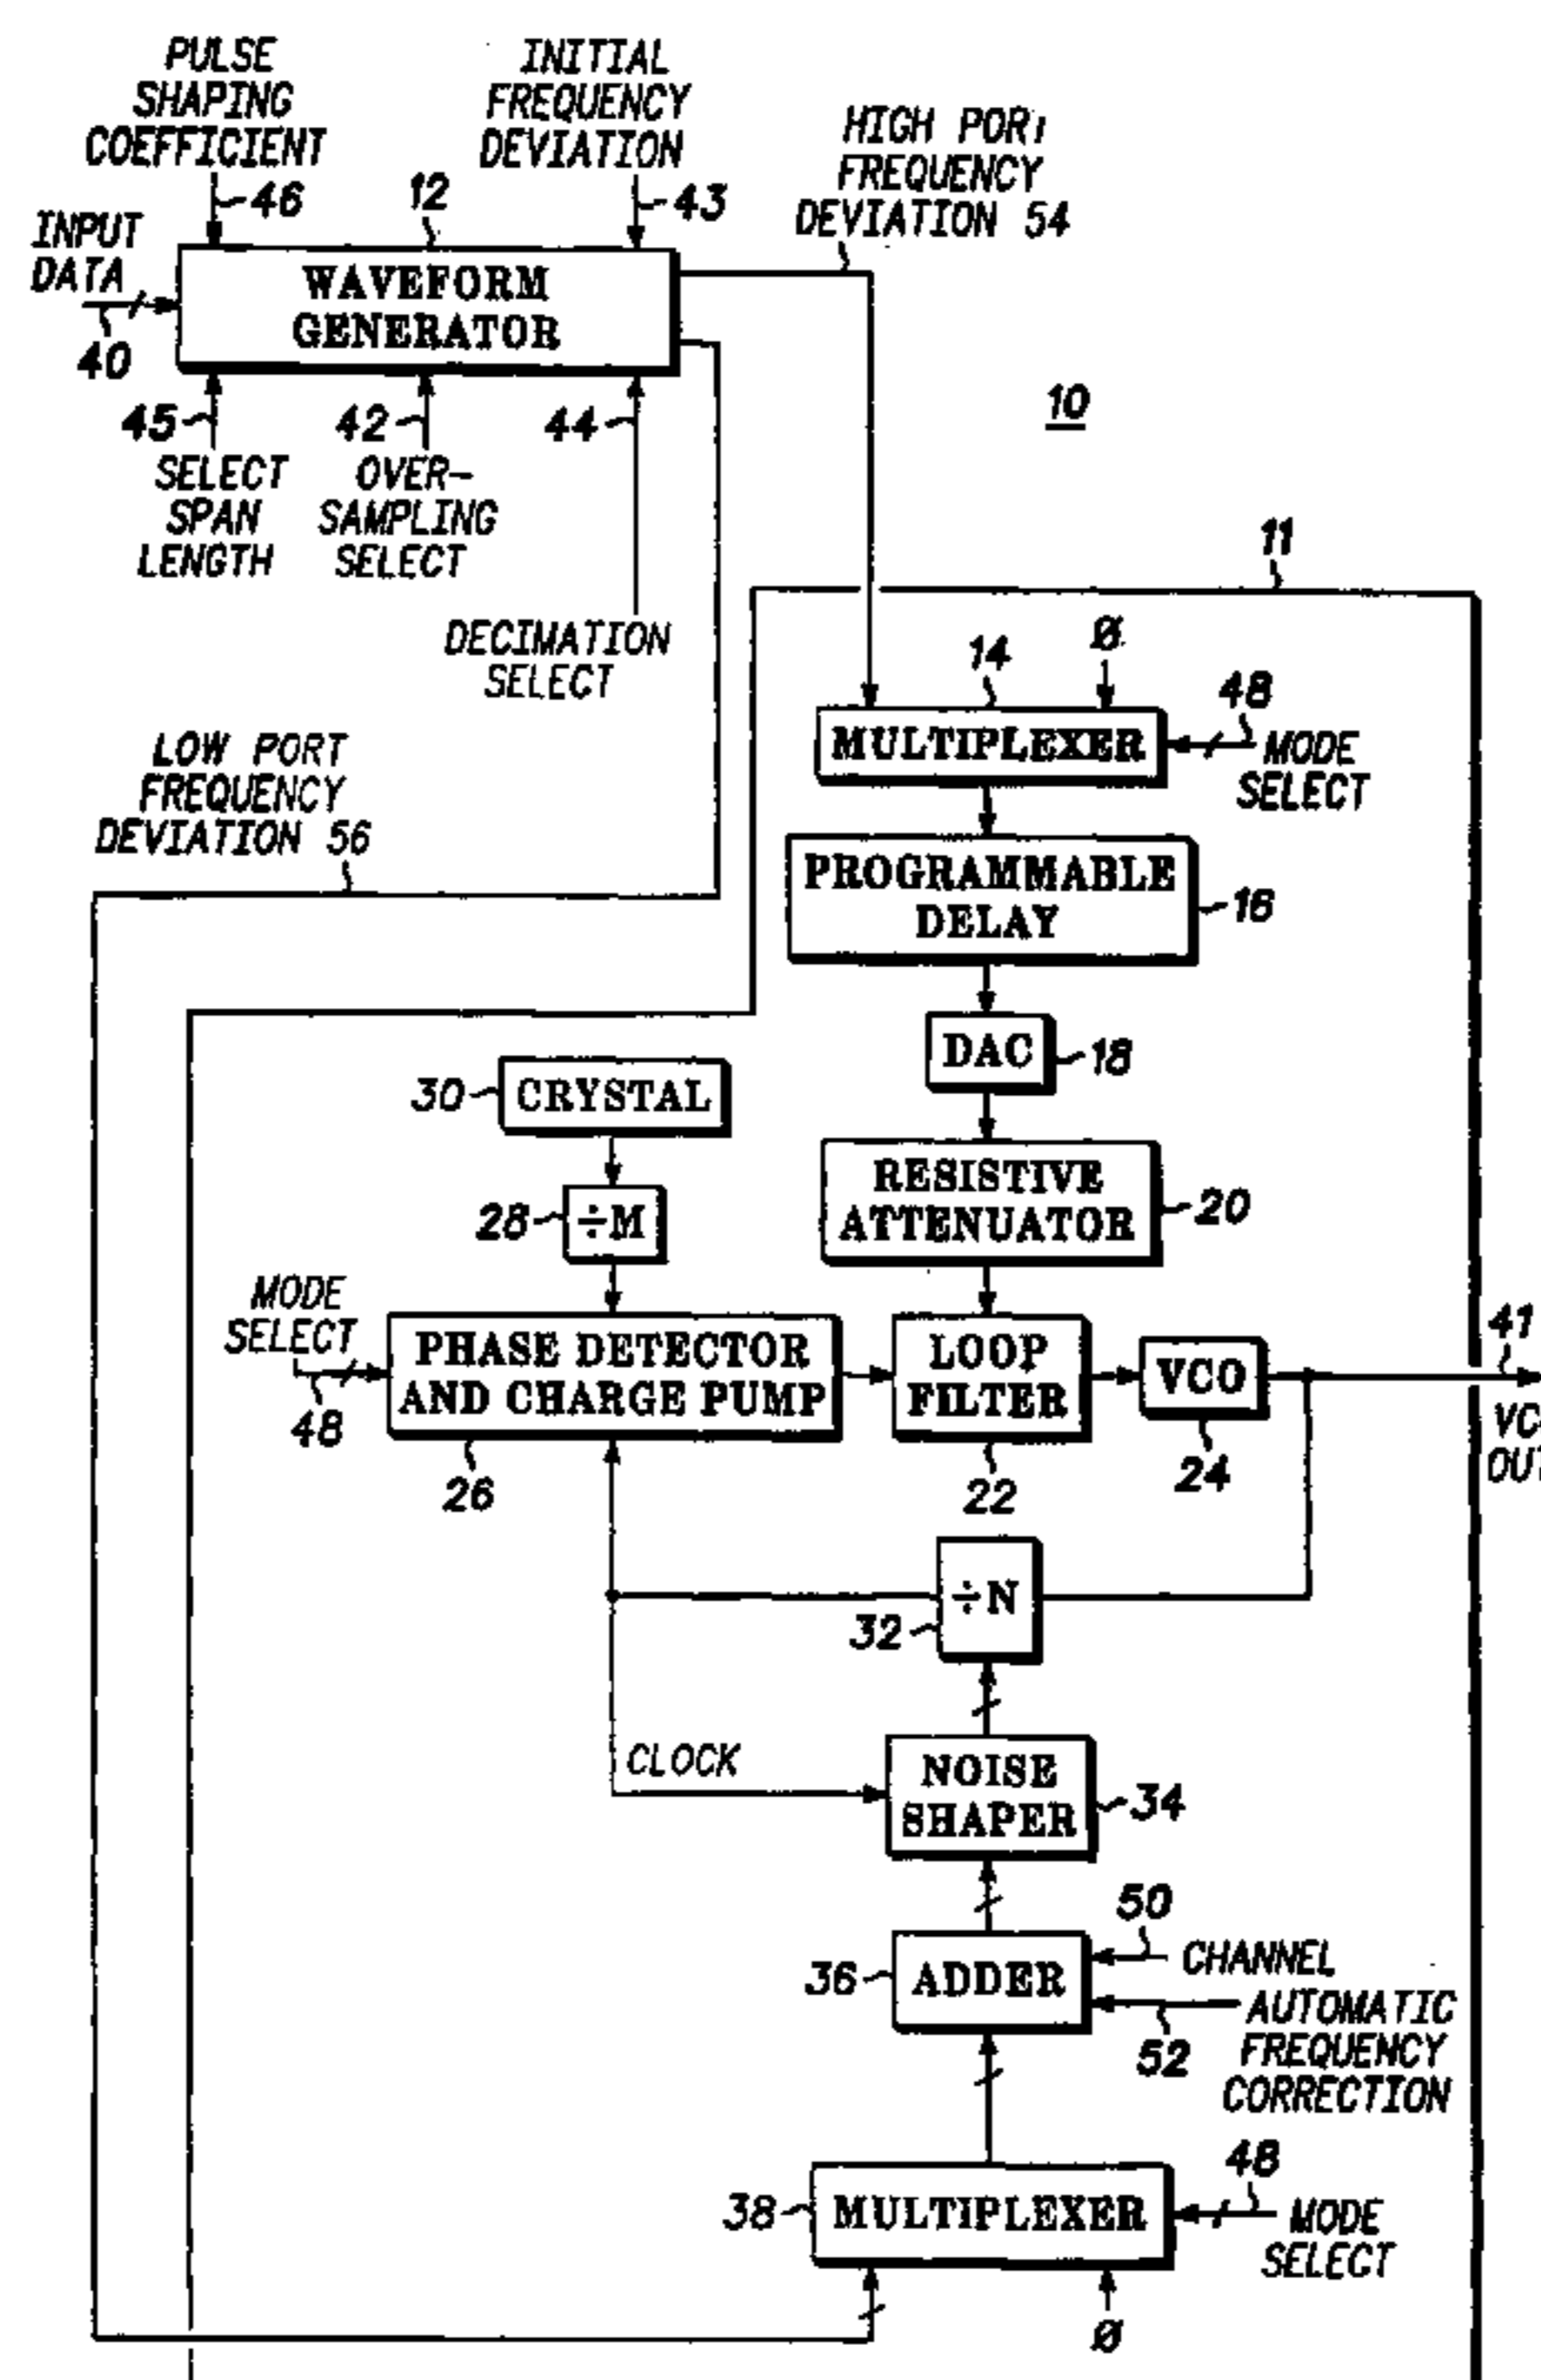 PULSE
SHAPING
COEFFICIENT
46
INITIAL
FREQUENCY
DEVIATION
43
HIGH PORT
FREQUENCY
DEVIATION 54
12
INPUT
DATA
40
WAVEFORM
GENERATOR
45
SELECT
SPAN
LENGTH
42
OVER-
SAMPLING
SELECT
44
DECIMATION
SELECT
10
11
LOW PORT
FREQUENCY
DEVIATION 56
14
Ø
48
MULTIPLEXER
MODE
SELECT
PROGRAMMABLE
DELAY
16
DAC
18
30
CRYSTAL
RESISTIVE
ATTENUATOR
20
28
÷M
MODE
SELECT
48
PHASE DETECTOR
AND CHARGE PUMP
26
LOOP
FILTER
22
VCO
24
41
VC
OUT
÷N
32
CLOCK
NOISE
SHAPER
34
50
CHANNEL
36
ADDER
52
AUTOMATIC
FREQUENCY
CORRECTION
38
MULTIPLEXER
48
MODE
SELECT
Ø